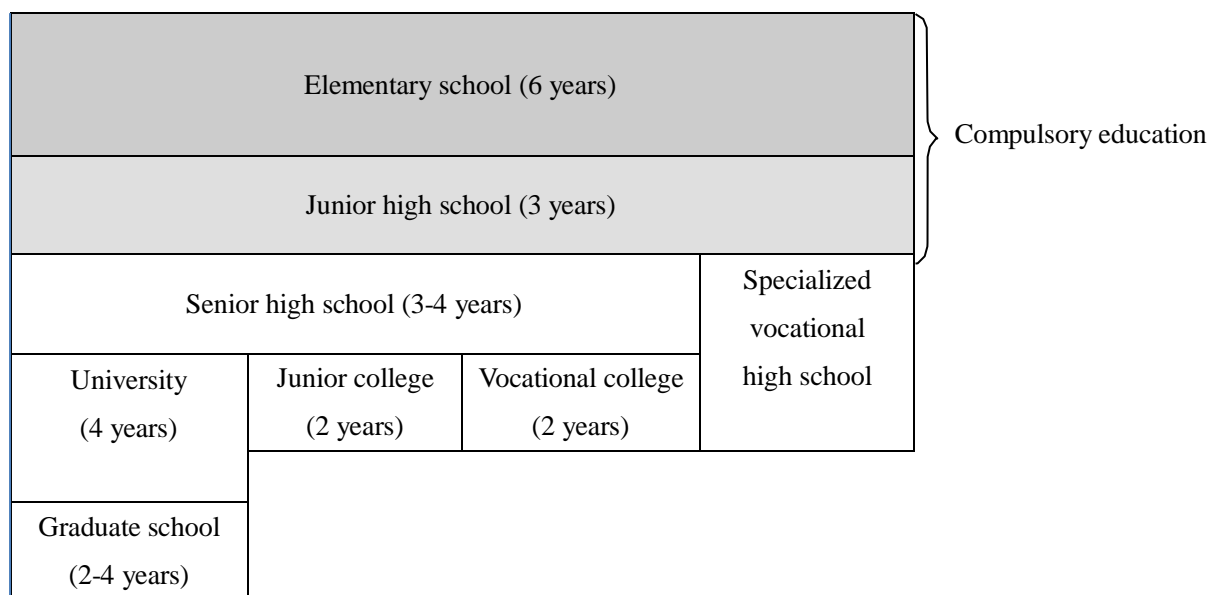 Elementary school (6 years)
Compulsory education
Junior high school (3 years)
Senior high school (3-4 years)
Specialized
vocational
high school
University
(4 years)
Junior college
(2 years)
Vocational college
(2 years)
Graduate school
(2-4 years)